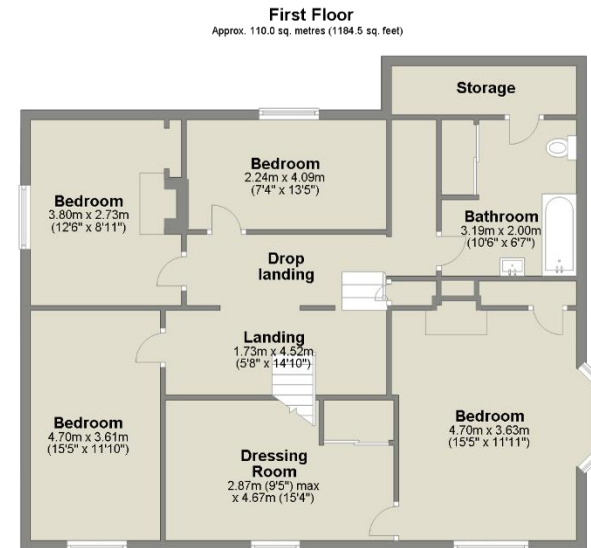 First Floor
Approx. 110.0 sq. metres (1184.5 sq. feet)
Storage
Bedroom
2.24m x 4.09m
(7'4" x 13'5")
Bedroom
3.80m x 2.73m
(12'6" x 8'11")
Bathroom
3.19m x 2.00m
(10'6" x 6'7")
Drop
landing
Landing
1.73m x 4.52m
(5'8" x 14'10")
Bedroom
4.70m x 3.61m
(15'5" x 11'10")
Bedroom
4.70m x 3.63m
(15'5" x 11'11")
Dressing
Room
2.87m (9'5") max
x 4.67m (15'4")